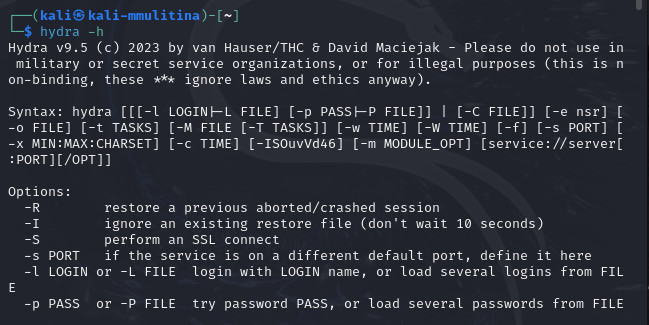 ┌──(kali㉿kali-mmulitina)-[~]
└─$ hydra -h
Hydra v9.5 (c) 2023 by van Hauser/THC & David Maciejak - Please do not use in
 military or secret service organizations, or for illegal purposes (this is n
on-binding, these *** ignore laws and ethics anyway).

Syntax: hydra [[[-l LOGIN|-L FILE] [-p PASS|-P FILE]] | [-C FILE]] [-e nsr] [
-o FILE] [-t TASKS] [-M FILE [-T TASKS]] [-w TIME] [-W TIME] [-f] [-s PORT] [
-x MIN:MAX:CHARSET] [-c TIME] [-ISOuvVd46] [-m MODULE_OPT] [service://server[
:PORT][/OPT]]

Options:
  -R        restore a previous aborted/crashed session
  -I        ignore an existing restore file (don't wait 10 seconds)
  -S        perform an SSL connect
  -s PORT   if the service is on a different default port, define it here
  -l LOGIN or -L FILE  login with LOGIN name, or load several logins from FIL
E
  -p PASS  or -P FILE  try password PASS, or load several passwords from FILE